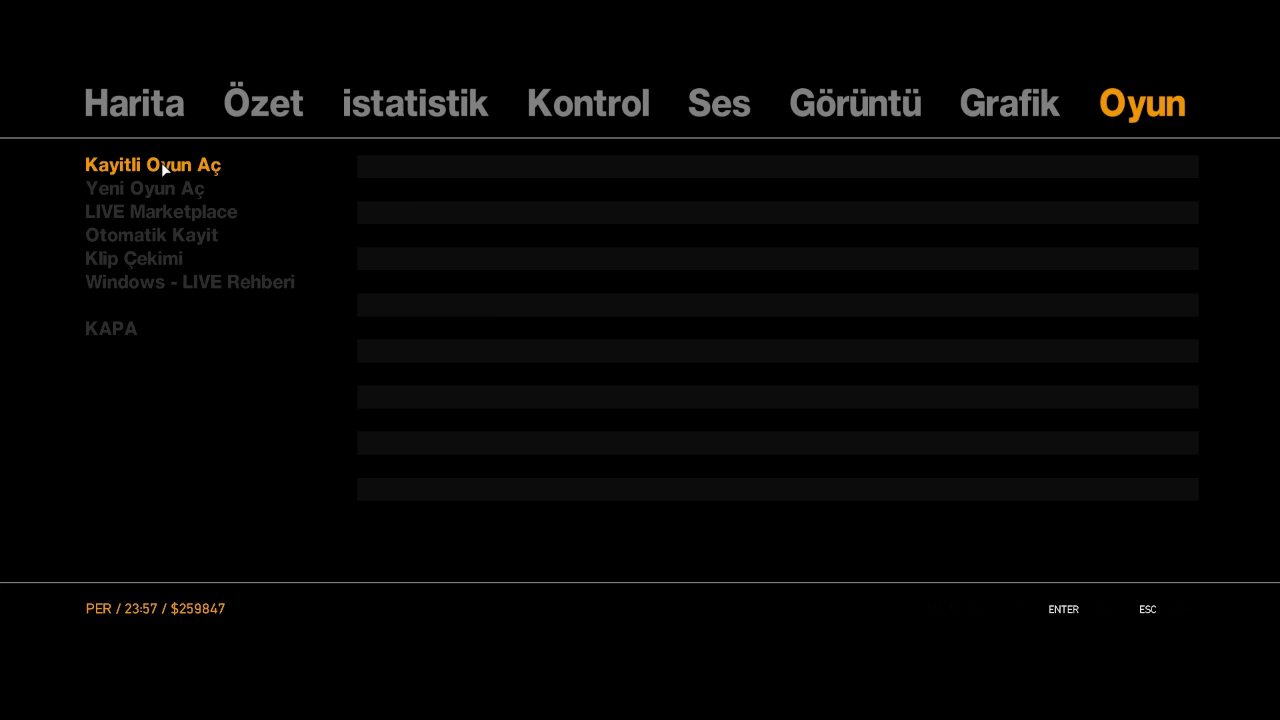 Harita Özet istatistik Kontrol Ses Görüntü Grafik Oyun
Kayitli Oyun Aç
Yeni Oyun Aç
LIVE Marketplace
Otomatik Kayit
Klip Çekimi
Windows - LIVE Rehberi
KAPA
PER / 23:57 / $259847
ENTER ESC